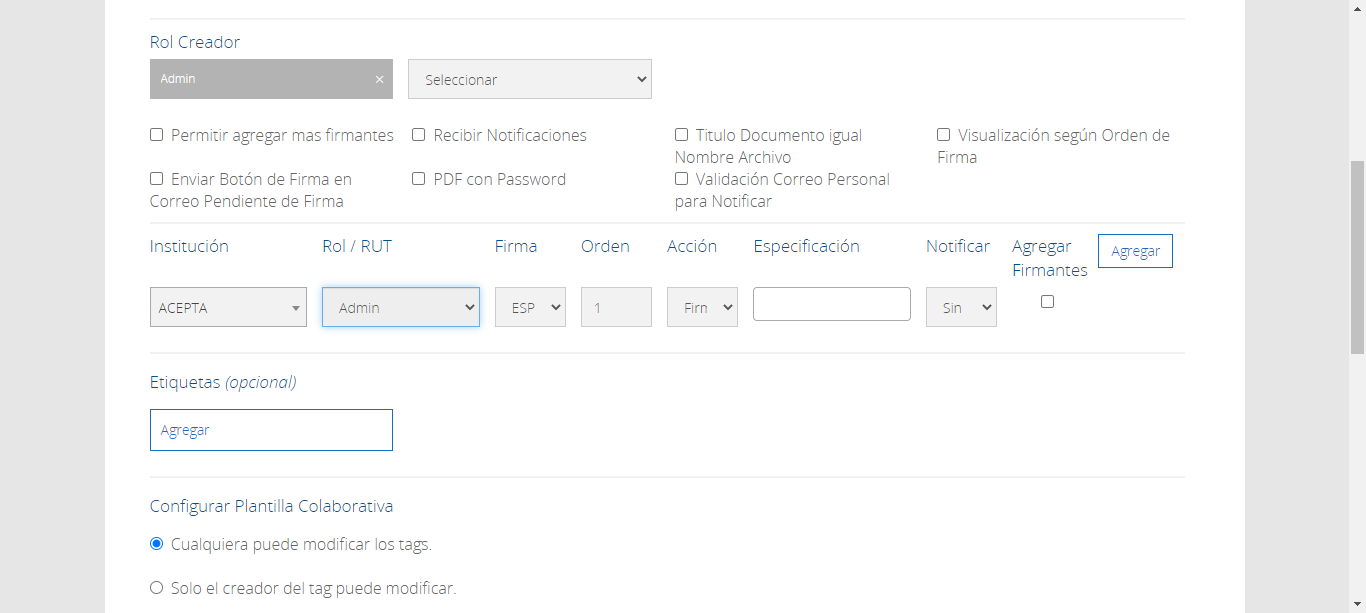 Rol Creador
Admin × Seleccionar
Permitir agregar mas firmantes Recibir Notificaciones Titulo Documento igual Visualización según Orden de
Nombre Archivo Firma
Enviar Botón de Firma en PDF con Password Validación Correo Personal
Correo Pendiente de Firma para Notificar
Institución Rol / RUT Firma Orden Acción Especificación Notificar Agregar Agregar
Firmantes
ACEPTA Admin ESP 1 Firn Sin
Etiquetas (opcional)
Agregar
Configurar Plantilla Colaborativa
Cualquiera puede modificar los tags.
Solo el creador del tag puede modificar.